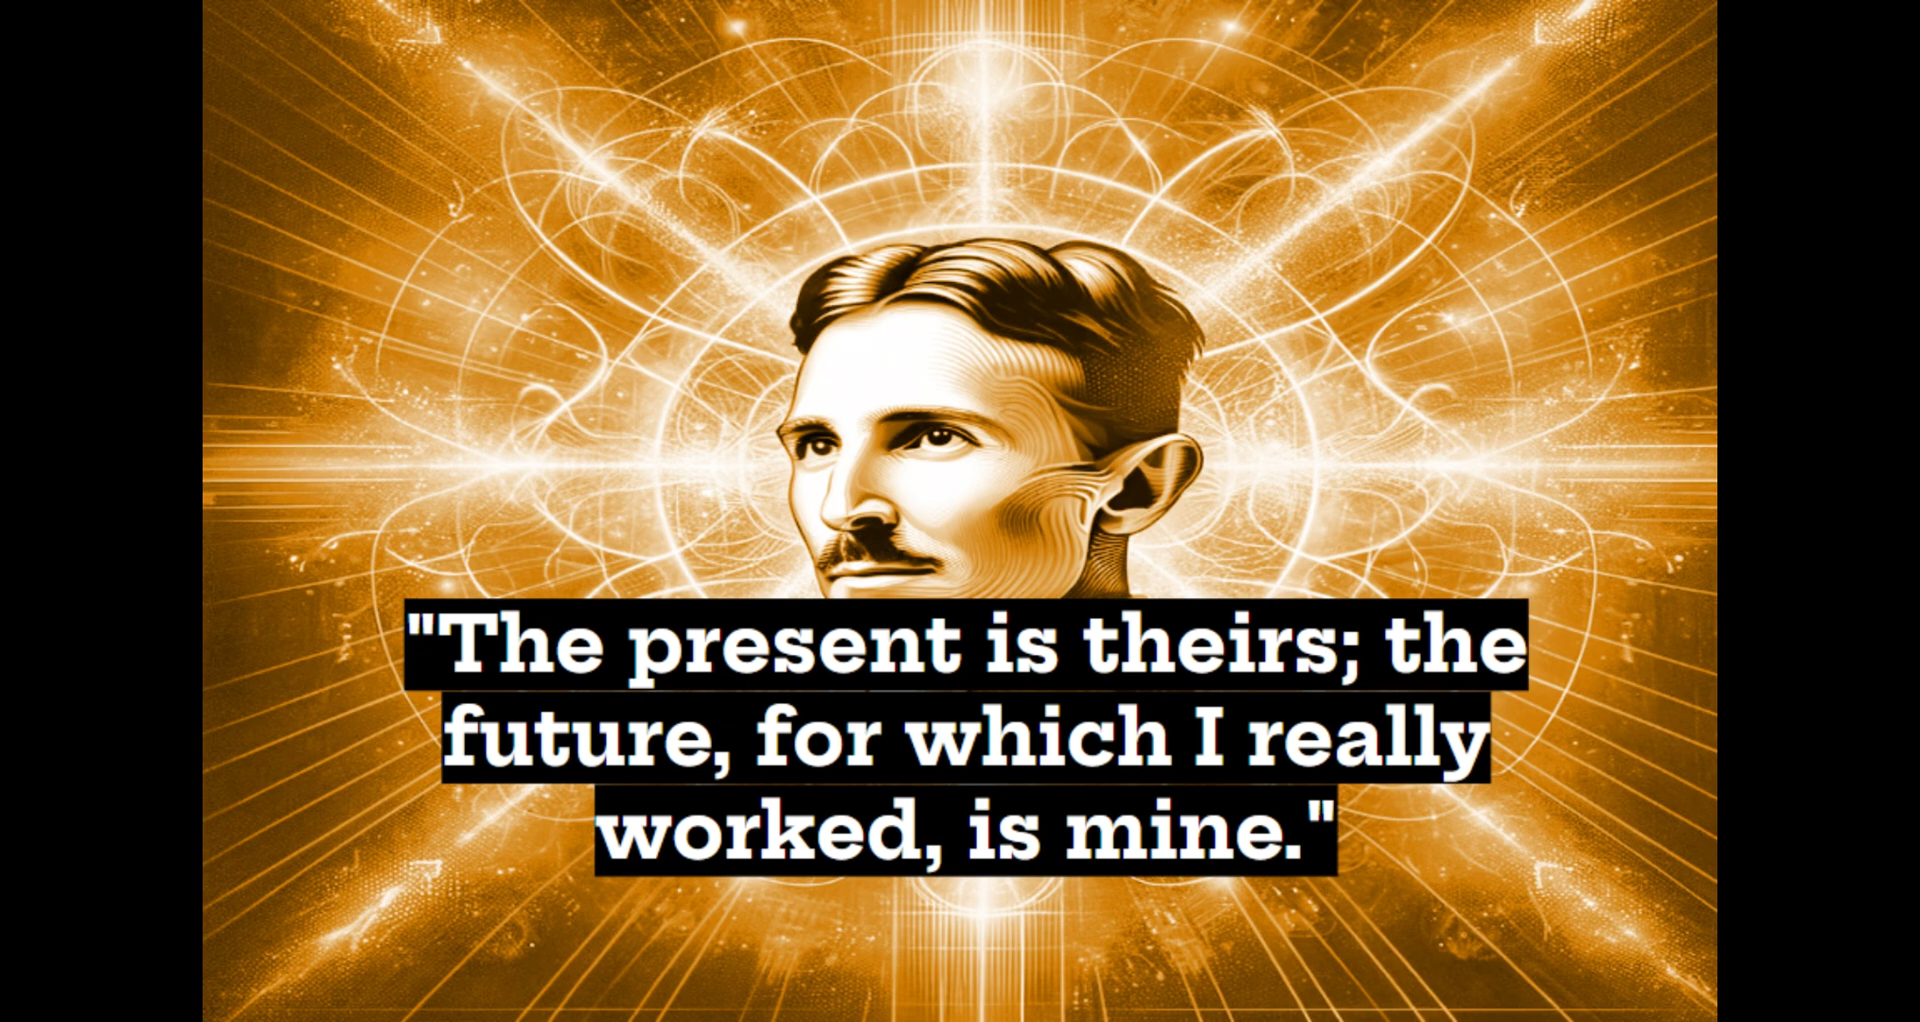 "The present is theirs; the
future, for which I really
worked, is mine."